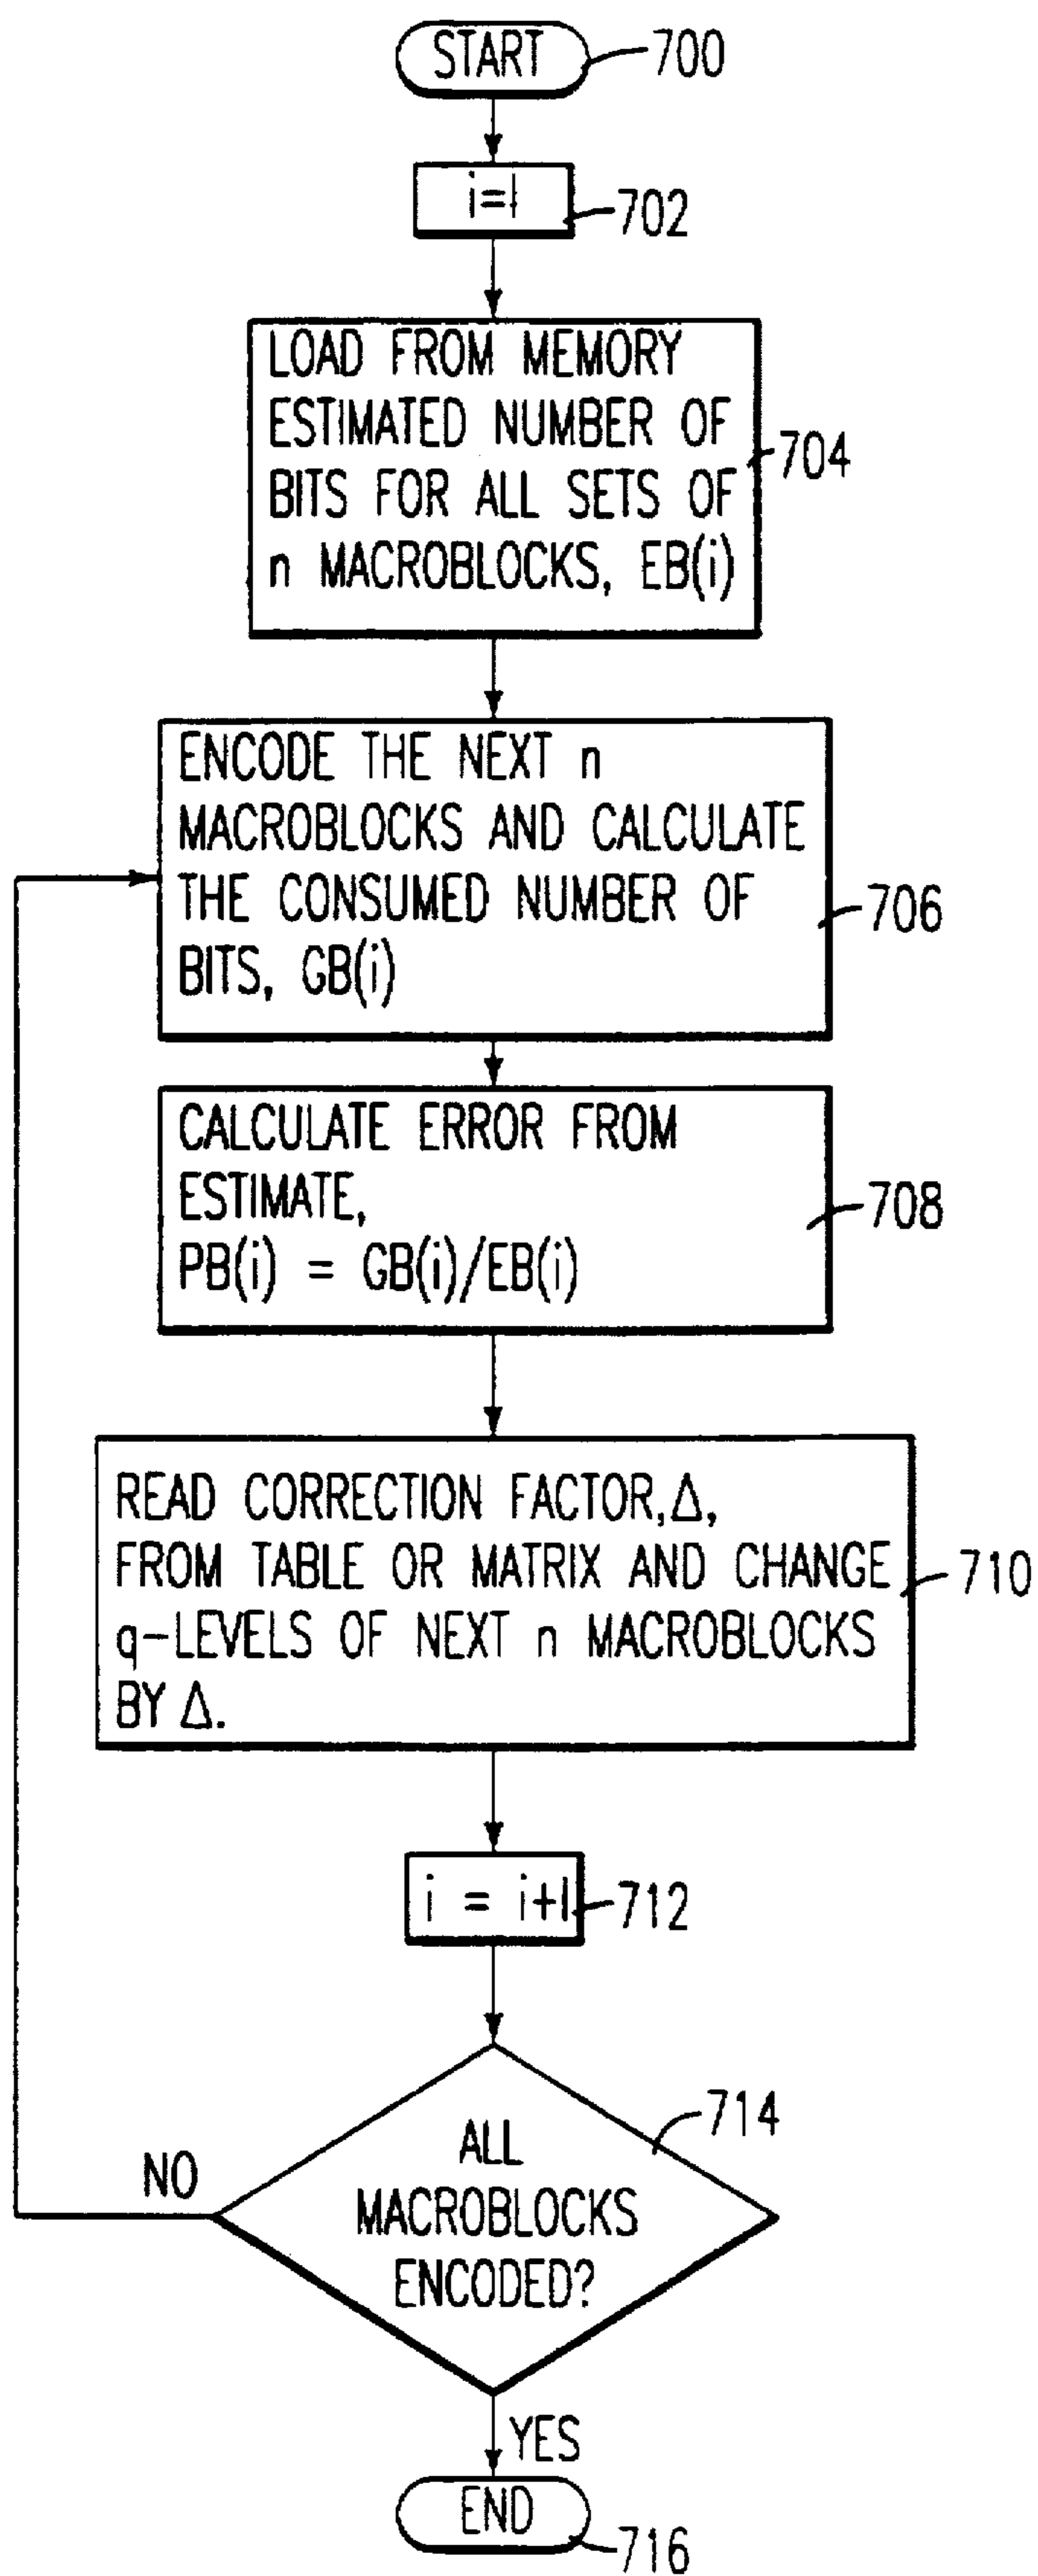 START
700
i=1
702
LOAD FROM MEMORY
ESTIMATED NUMBER OF
BITS FOR ALL SETS OF
n MACROBLOCKS, EB(i)
704
ENCODE THE NEXT n
MACROBLOCKS AND CALCULATE
THE CONSUMED NUMBER OF
BITS, GB(i)
706
CALCULATE ERROR FROM
ESTIMATE,
PB(i) = GB(i)/EB(i)
708
READ CORRECTION FACTOR,Δ,
FROM TABLE OR MATRIX AND CHANGE
q-LEVELS OF NEXT n MACROBLOCKS
BY Δ.
710
i = i+1
712
ALL
MACROBLOCKS
ENCODED?
714
NO
YES
END
716